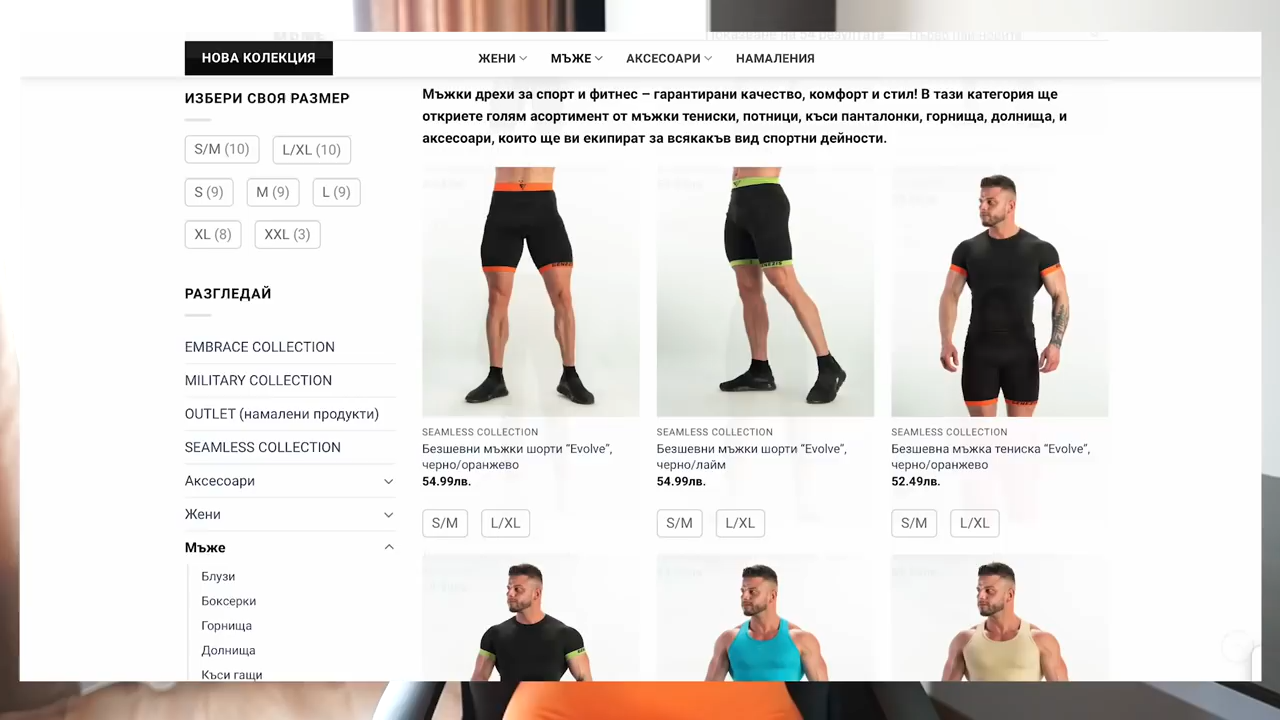 Показване на 54 резултата
НОВА КОЛЕКЦИЯ
ЖЕНИ
МЪЖЕ
АКСЕСОАРИ
НАМАЛЕНИЯ
ИЗБЕРИ СВОЯ РАЗМЕР
S/M (10)
L/XL (10)
S (9)
M (9)
L (9)
XL (8)
XXL (3)
РАЗГЛЕДАЙ
EMBRACE COLLECTION
MILITARY COLLECTION
OUTLET (намалени продукти)
SEAMLESS COLLECTION
Аксесоари
Жени
Мъже
Блузи
Боксерки
Горнища
Долнища
Къси гащи
Мъжки дрехи за спорт и фитнес – гарантирани качество, комфорт и стил! В тази категория ще
откриете голям асортимент от мъжки тениски, потници, къси панталонки, горнища, долнища, и
аксесоари, които ще ви екипират за всякакъв вид спортни дейности.
SEAMLESS COLLECTION
Безшевни мъжки шорти “Evolve”,
черно/оранжево
54.99лв.
S/M
L/XL
SEAMLESS COLLECTION
Безшевни мъжки шорти “Evolve”,
черно/лайм
54.99лв.
S/M
L/XL
SEAMLESS COLLECTION
Безшевна мъжка тениска “Evolve”,
черно/оранжево
52.49лв.
S/M
L/XL